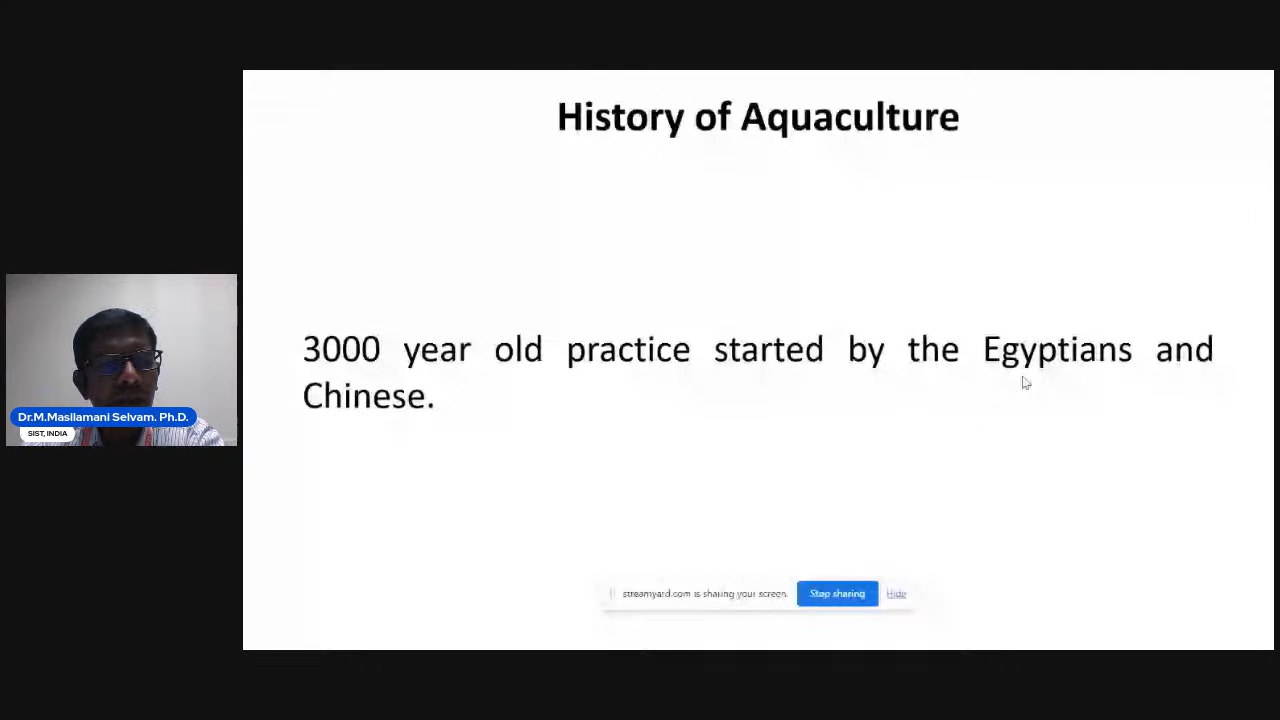 History of Aquaculture
3000 year old practice started by the Egyptians and
Chinese.
Dr.M.Masilamani Selvam. Ph.D.
SIST, INDIA
streamyard.com is sharing your screen.
Stop sharing
Hide